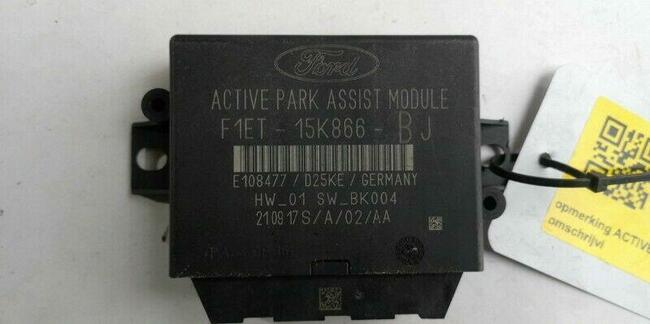 Ford
ACTIVE PARK ASSIST MODULE
F1ET - 15K866 - BJ
E108477 / D25KE / GERMANY
HW_01 SW_BK004
210917S/A/02/AA
opmerking ACTIVE
omschrijvi